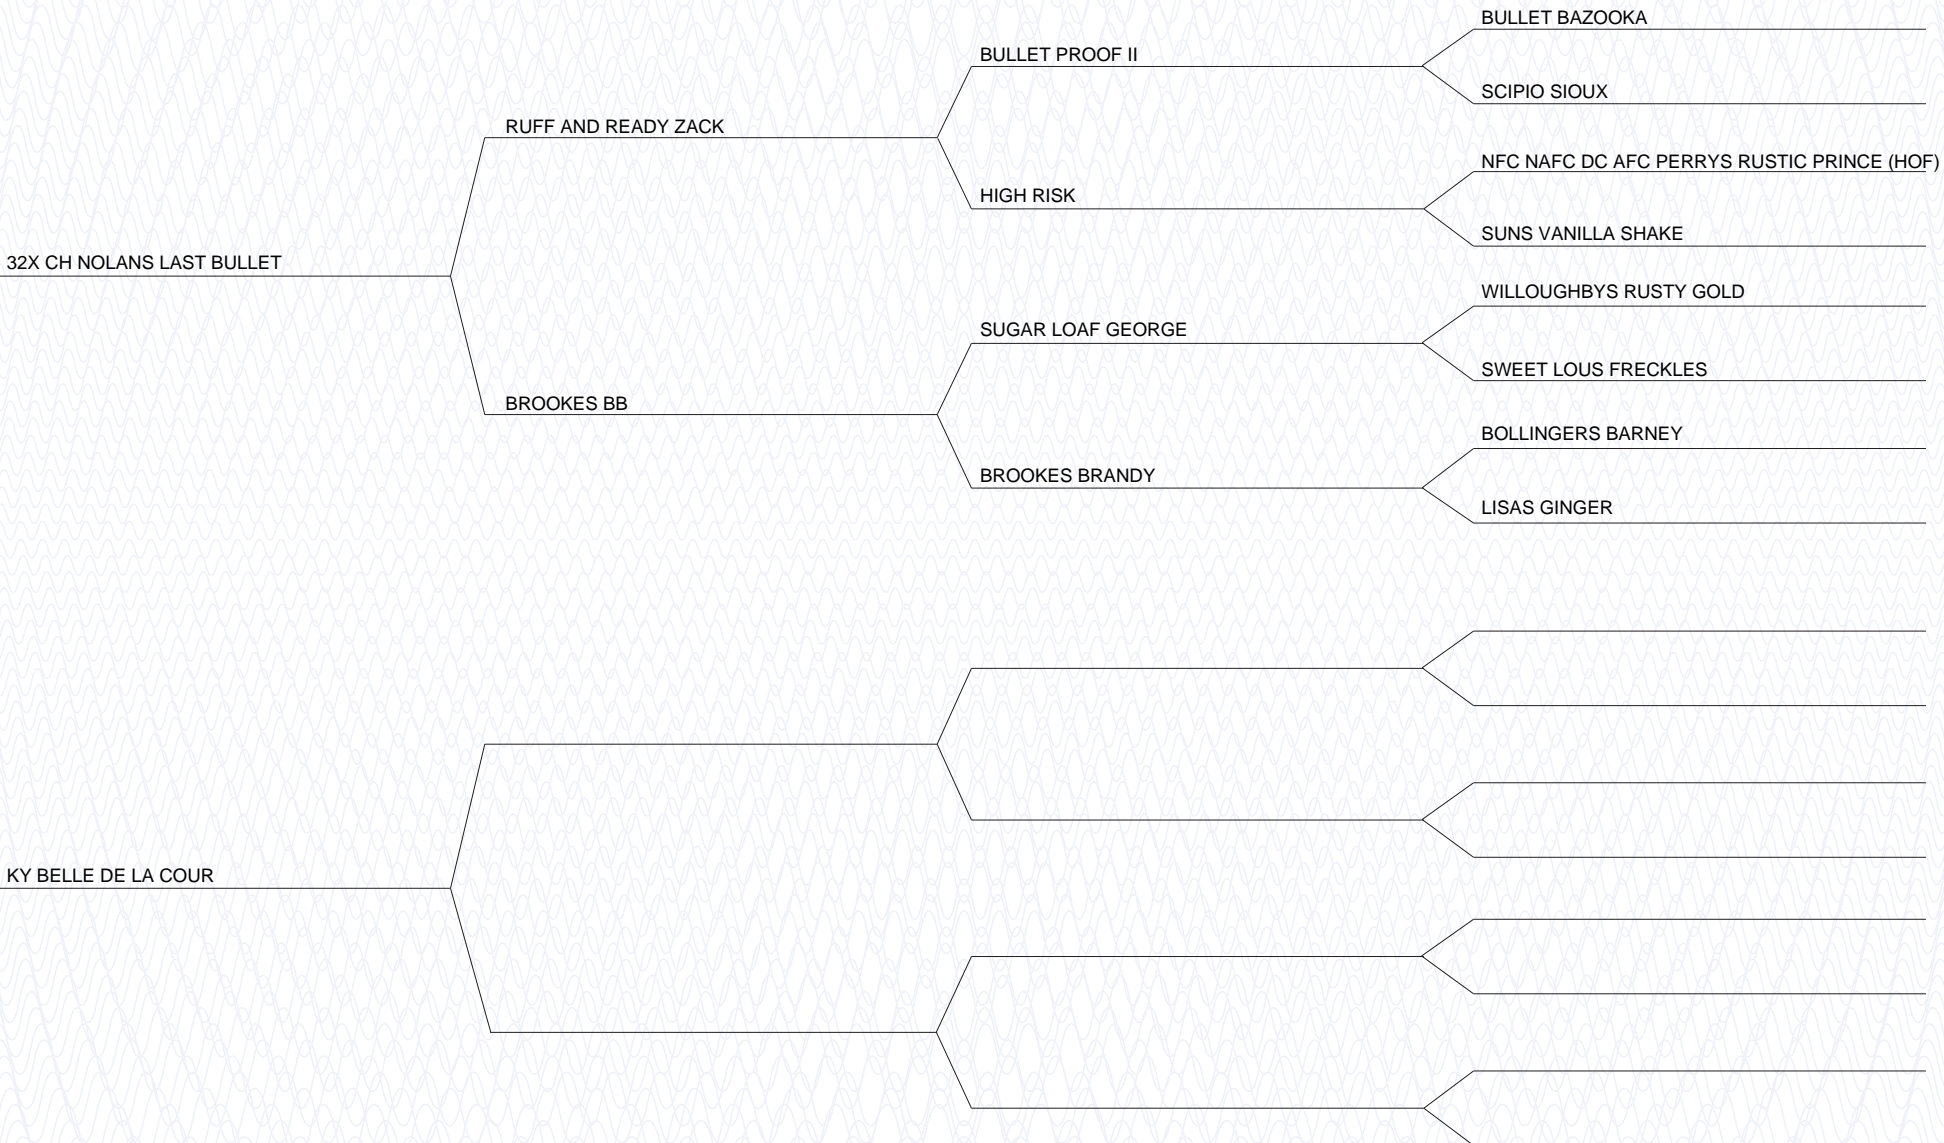 BULLET BAZOOKA
BULLET PROOF II
SCIPIO SIOUX
RUFF AND READY ZACK
NFC NAFC DC AFC PERRYS RUSTIC PRINCE (HOF)
HIGH RISK
SUNS VANILLA SHAKE
32X CH NOLANS LAST BULLET
WILLOUGHBYS RUSTY GOLD
SUGAR LOAF GEORGE
SWEET LOUS FRECKLES
BROOKES BB
BOLLINGERS BARNEY
BROOKES BRANDY
LISAS GINGER
KY BELLE DE LA COUR